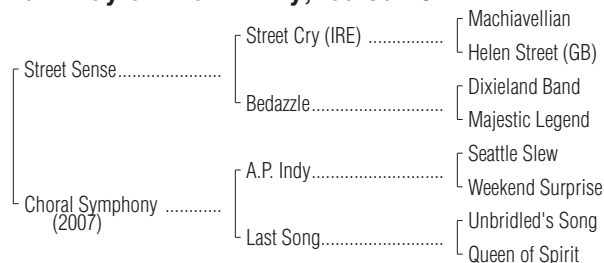 Machiavellian
Street Cry (IRE)
Helen Street (GB)
Street Sense
Dixieland Band
Bedazzle
Majestic Legend
Seattle Slew
A.P. Indy
Weekend Surprise
Choral Symphony
(2007)
Unbridled's Song
Last Song
Queen of Spirit